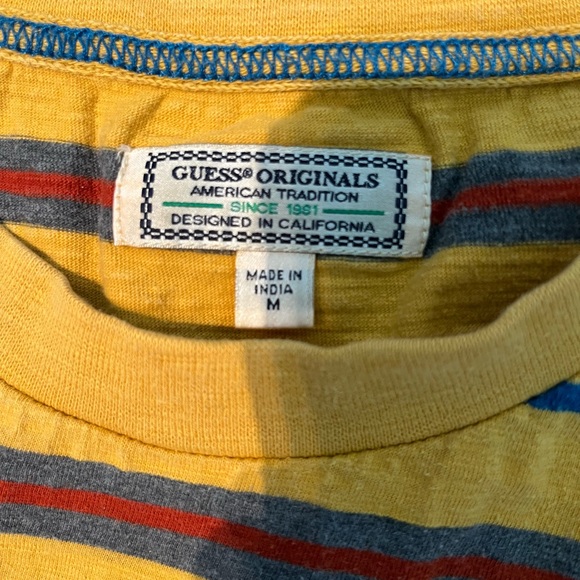 GUESS® ORIGINALS
AMERICAN TRADITION
SINCE 1981
DESIGNED IN CALIFORNIA
MADE IN
INDIA
M